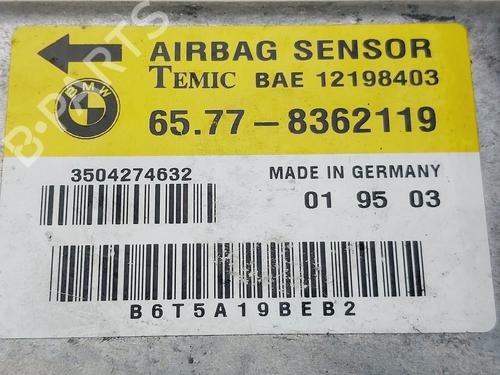 AIRBAG SENSOR
TEMIC BAE 12198403
BMW
65.77-8362119
3504274632
MADE IN GERMANY
01 95 03
B6T5A19BEB2
B-PARTS